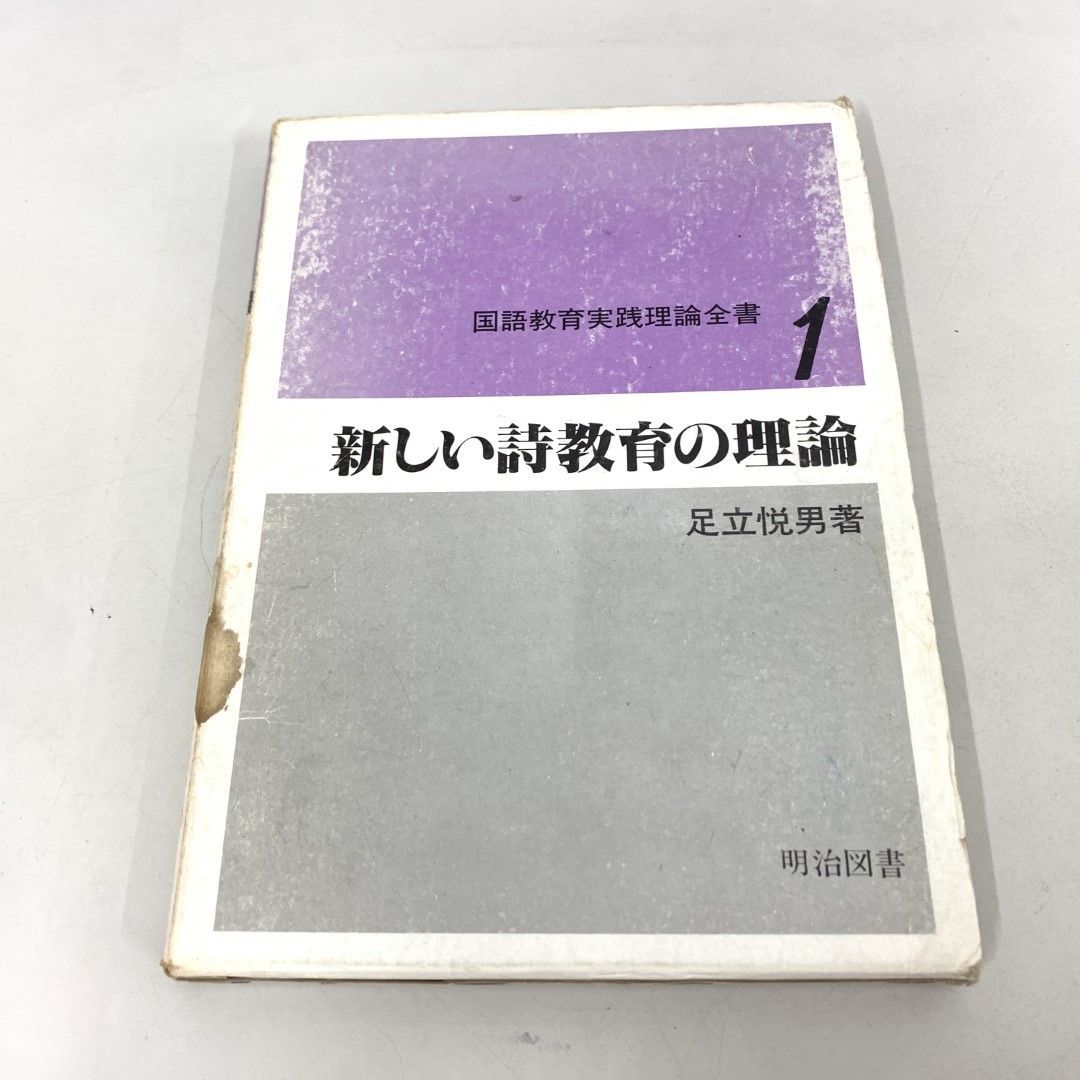 国語教育実践理論全書 1
新しい詩教育の理論
足立悦男著
明治図書